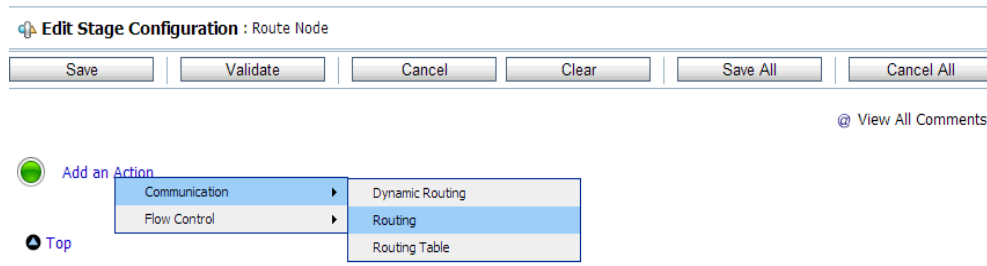 Edit Stage Configuration : Route Node
Save Validate Cancel Clear Save All Cancel All
@ View All Comments
Add an Action
Communication Dynamic Routing
Flow Control Routing
Top Routing Table